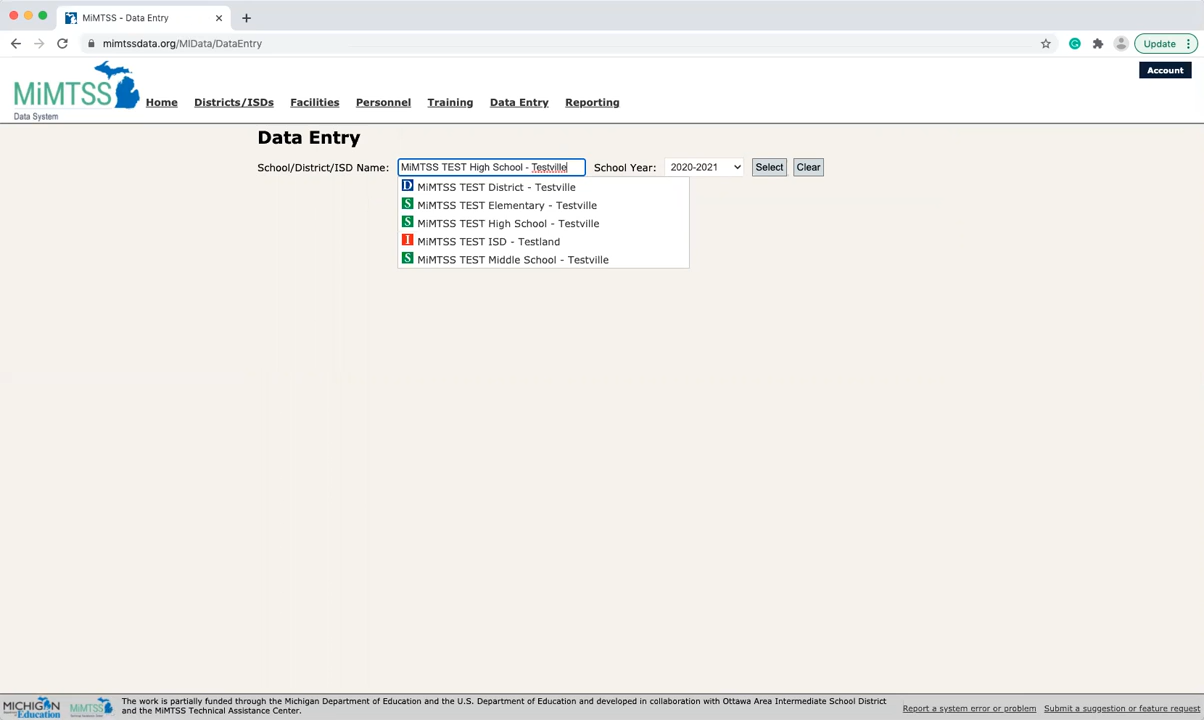 MiMTSS - Data Entry
mimtssdata.org/MIData/DataEntry
Update
Account
MiMTSS
Data System
Home Districts/ISDs Facilities Personnel Training Data Entry Reporting
Data Entry
School/District/ISD Name: MiMTSS TEST High School - Testville School Year: 2020-2021 Select Clear
D MiMTSS TEST District - Testville
S MiMTSS TEST Elementary - Testville
S MiMTSS TEST High School - Testville
I MiMTSS TEST ISD - Testland
S MiMTSS TEST Middle School - Testville
MICHIGAN
Education
MiMTSS
The work is partially funded through the Michigan Department of Education and the U.S. Department of Education and developed in collaboration with Ottawa Area Intermediate School District
and the MiMTSS Technical Assistance Center.
Report a system error or problem Submit a suggestion or feature request